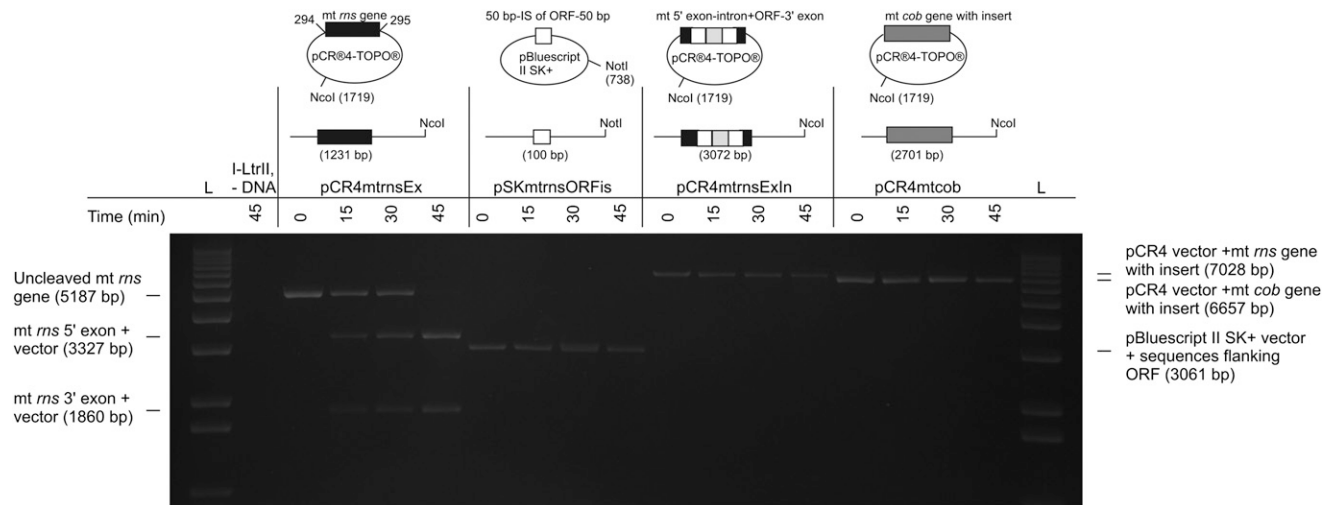 mt rns gene
294
295
pCR®4-TOPO®
NcoI (1719)
NcoI
(1231 bp)
50 bp-IS of ORF-50 bp
pBluescript
II SK+
NotI
(738)
NotI
(100 bp)
mt 5' exon-intron+ORF-3' exon
pCR®4-TOPO®
NcoI (1719)
NcoI
(3072 bp)
mt cob gene with insert
pCR®4-TOPO®
NcoI (1719)
NcoI
(2701 bp)
L
I-LtrII,
- DNA
pCR4mtrnsEx
pSKmtrnsORFis
pCR4mtrnsExIn
pCR4mtcob
L
Time (min)
45
0
15
30
45
0
15
30
45
0
15
30
45
0
15
30
45
Uncleaved mt rns
gene (5187 bp)
mt rns 5' exon +
vector (3327 bp)
mt rns 3' exon +
vector (1860 bp)
pCR4 vector +mt rns gene
with insert (7028 bp)
pCR4 vector +mt cob gene
with insert (6657 bp)
pBluescript II SK+ vector
+ sequences flanking
ORF (3061 bp)